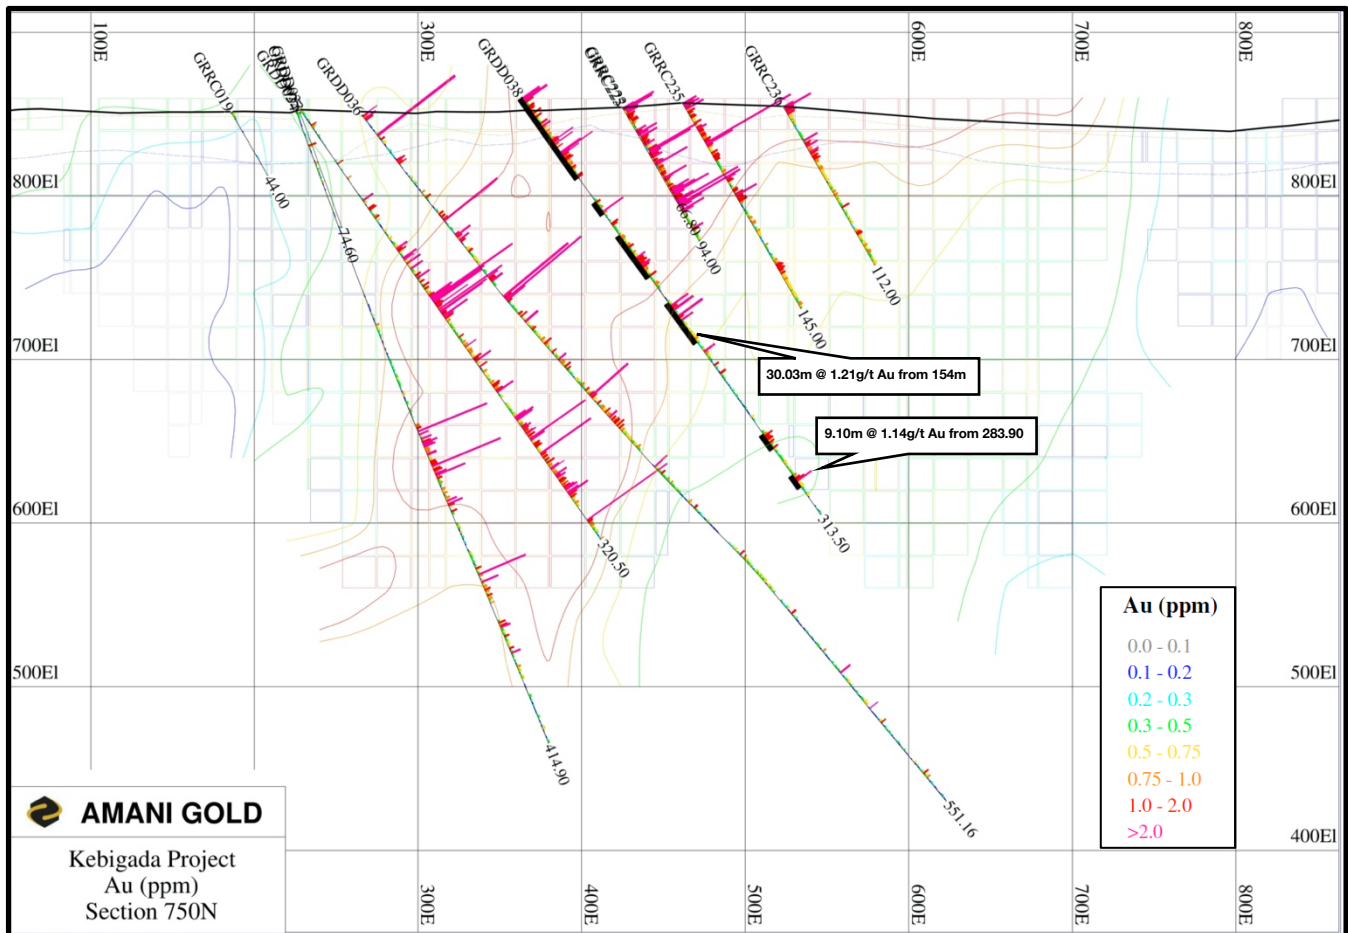 100E
300E
600E
700E
800E
GRRC019
GRDD036
GRDD038
GRRC235
GRRC236
800El
800El
44.00
74.60
66.80
94.00
112.00
145.00
700El
700El
30.03m @ 1.21g/t Au from 154m
9.10m @ 1.14g/t Au from 283.90
600El
600El
313.50
320.50
500El
500El
414.90
551.16
400El
Au (ppm)
0.0 - 0.1
0.1 - 0.2
0.2 - 0.3
0.3 - 0.5
0.5 - 0.75
0.75 - 1.0
1.0 - 2.0
>2.0
AMANI GOLD
Kebigada Project
Au (ppm)
Section 750N
300E
400E
500E
600E
700E
800E